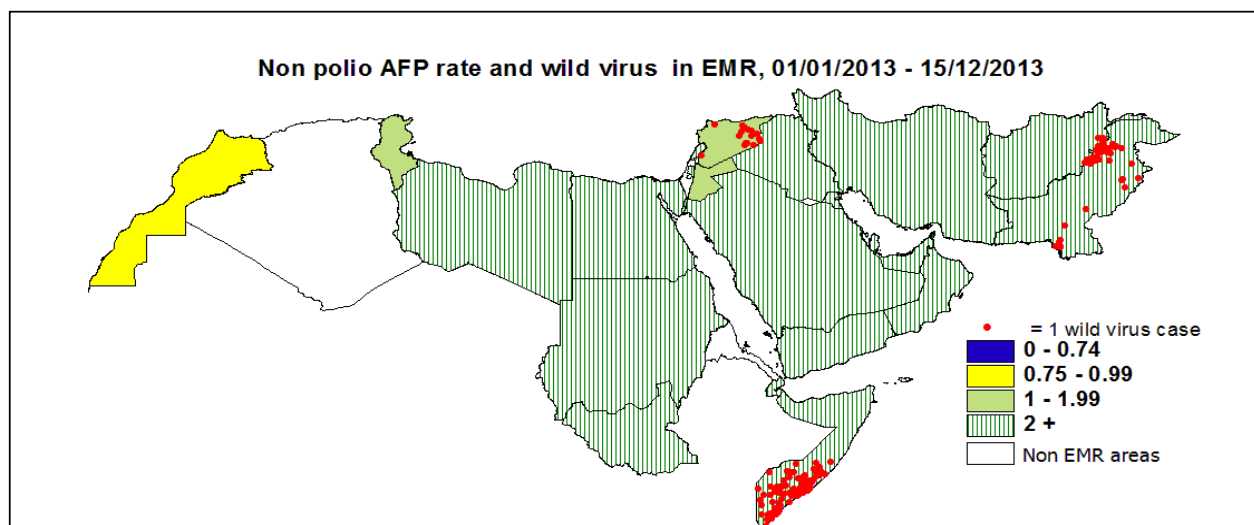 Non polio AFP rate and wild virus in EMR, 01/01/2013 - 15/12/2013
= 1 wild virus case
0 - 0.74
0.75 - 0.99
1 - 1.99
2 +
Non EMR areas